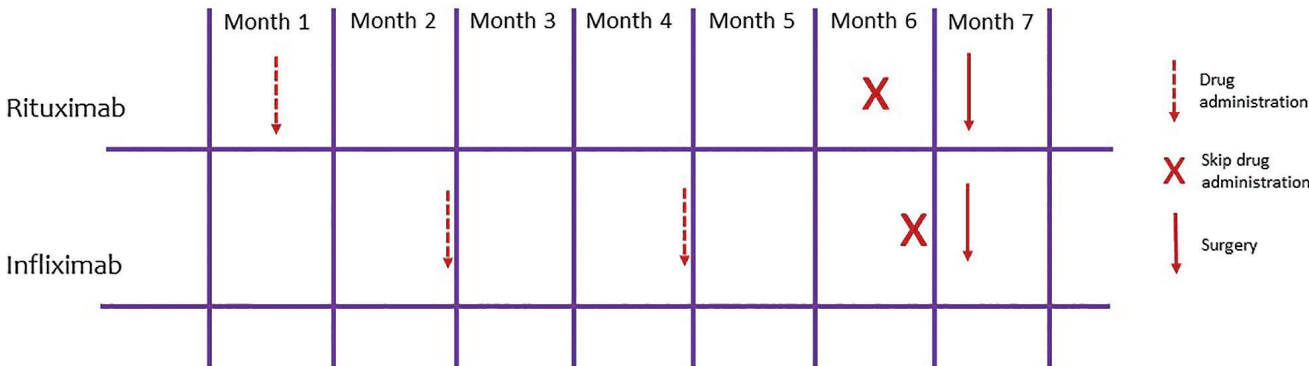 Month 1 Month 2 Month 3 Month 4 Month 5 Month 6 Month 7
Rituximab
X
Infliximab
X
Drug
administration
X
Skip drug
administration
Surgery